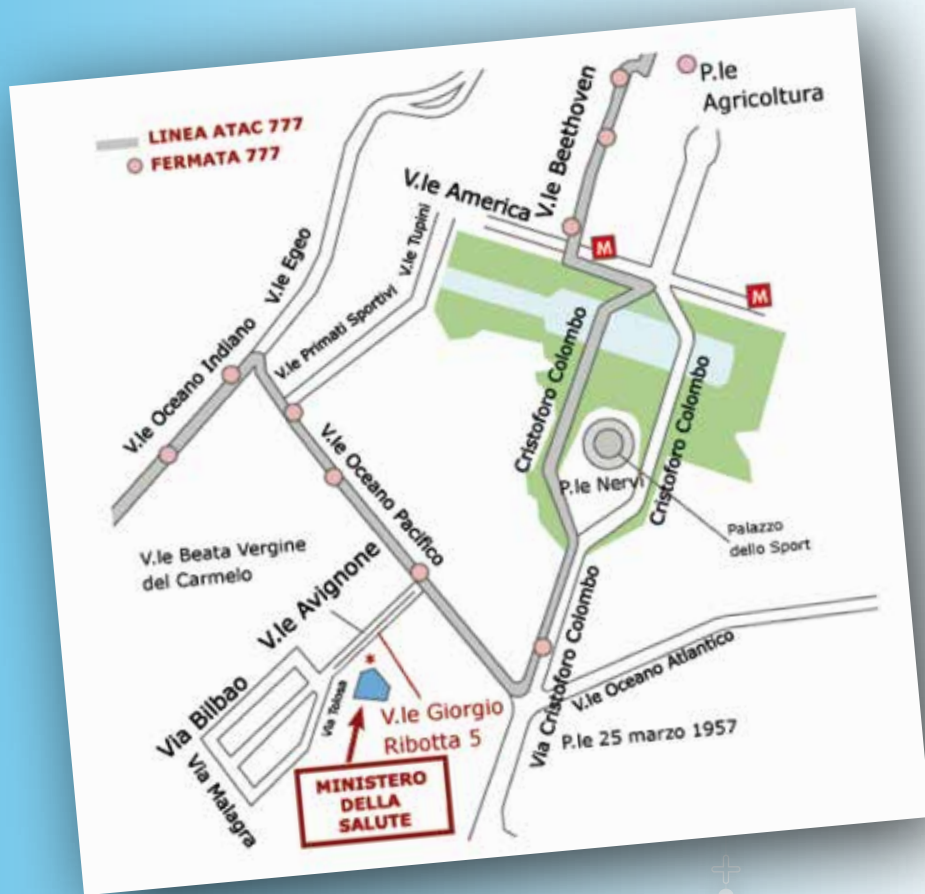 LINEA ATAC 777
FERMATA 777
P.le
Agricoltura
V.le Beethoven
V.le America
V.le Tupini
V.le Egeo
V.le Primati Sportivi
V.le Oceano Indiano
Cristoforo Colombo
Cristoforo Colombo
V.le Oceano Pacifico
P.le Nervi
Palazzo
dello Sport
V.le Beata Vergine
del Carmelo
V.le Avignone
Via Cristoforo Colombo
V.le Oceano Atlantico
Via Bilbao
Via Tolosa
*
V.le Giorgio
Ribotta 5
P.le 25 marzo 1957
Via Malagra
MINISTERO
DELLA
SALUTE
M
M